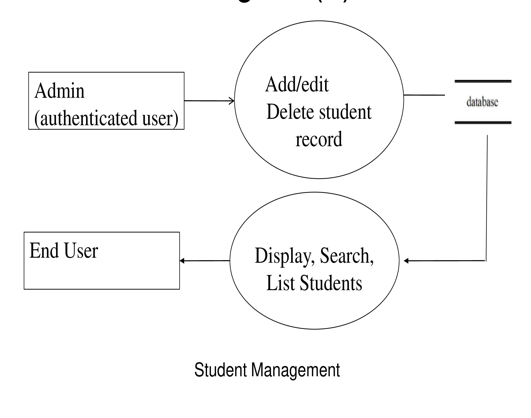 Admin
(authenticated user)
Add/edit
Delete student
record
database
End User
Display, Search,
List Students
Student Management